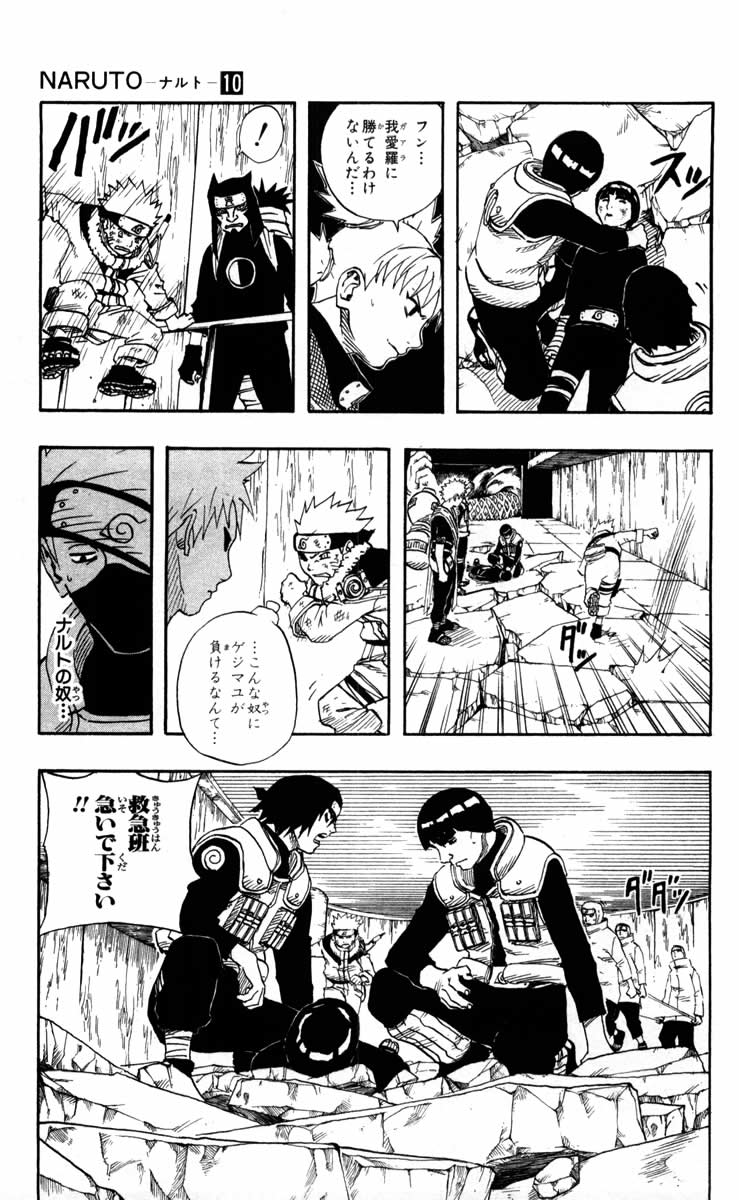 NARUTO—ナルト—10
ズッ
フン…
我愛羅に
勝てるわけ
ないんだ…
!
バッ
ダッ
…こんな奴に
ゲジマユが
負けるなんて…
ナルトの奴…
救急班
急いで下さい
!!
ダダッ